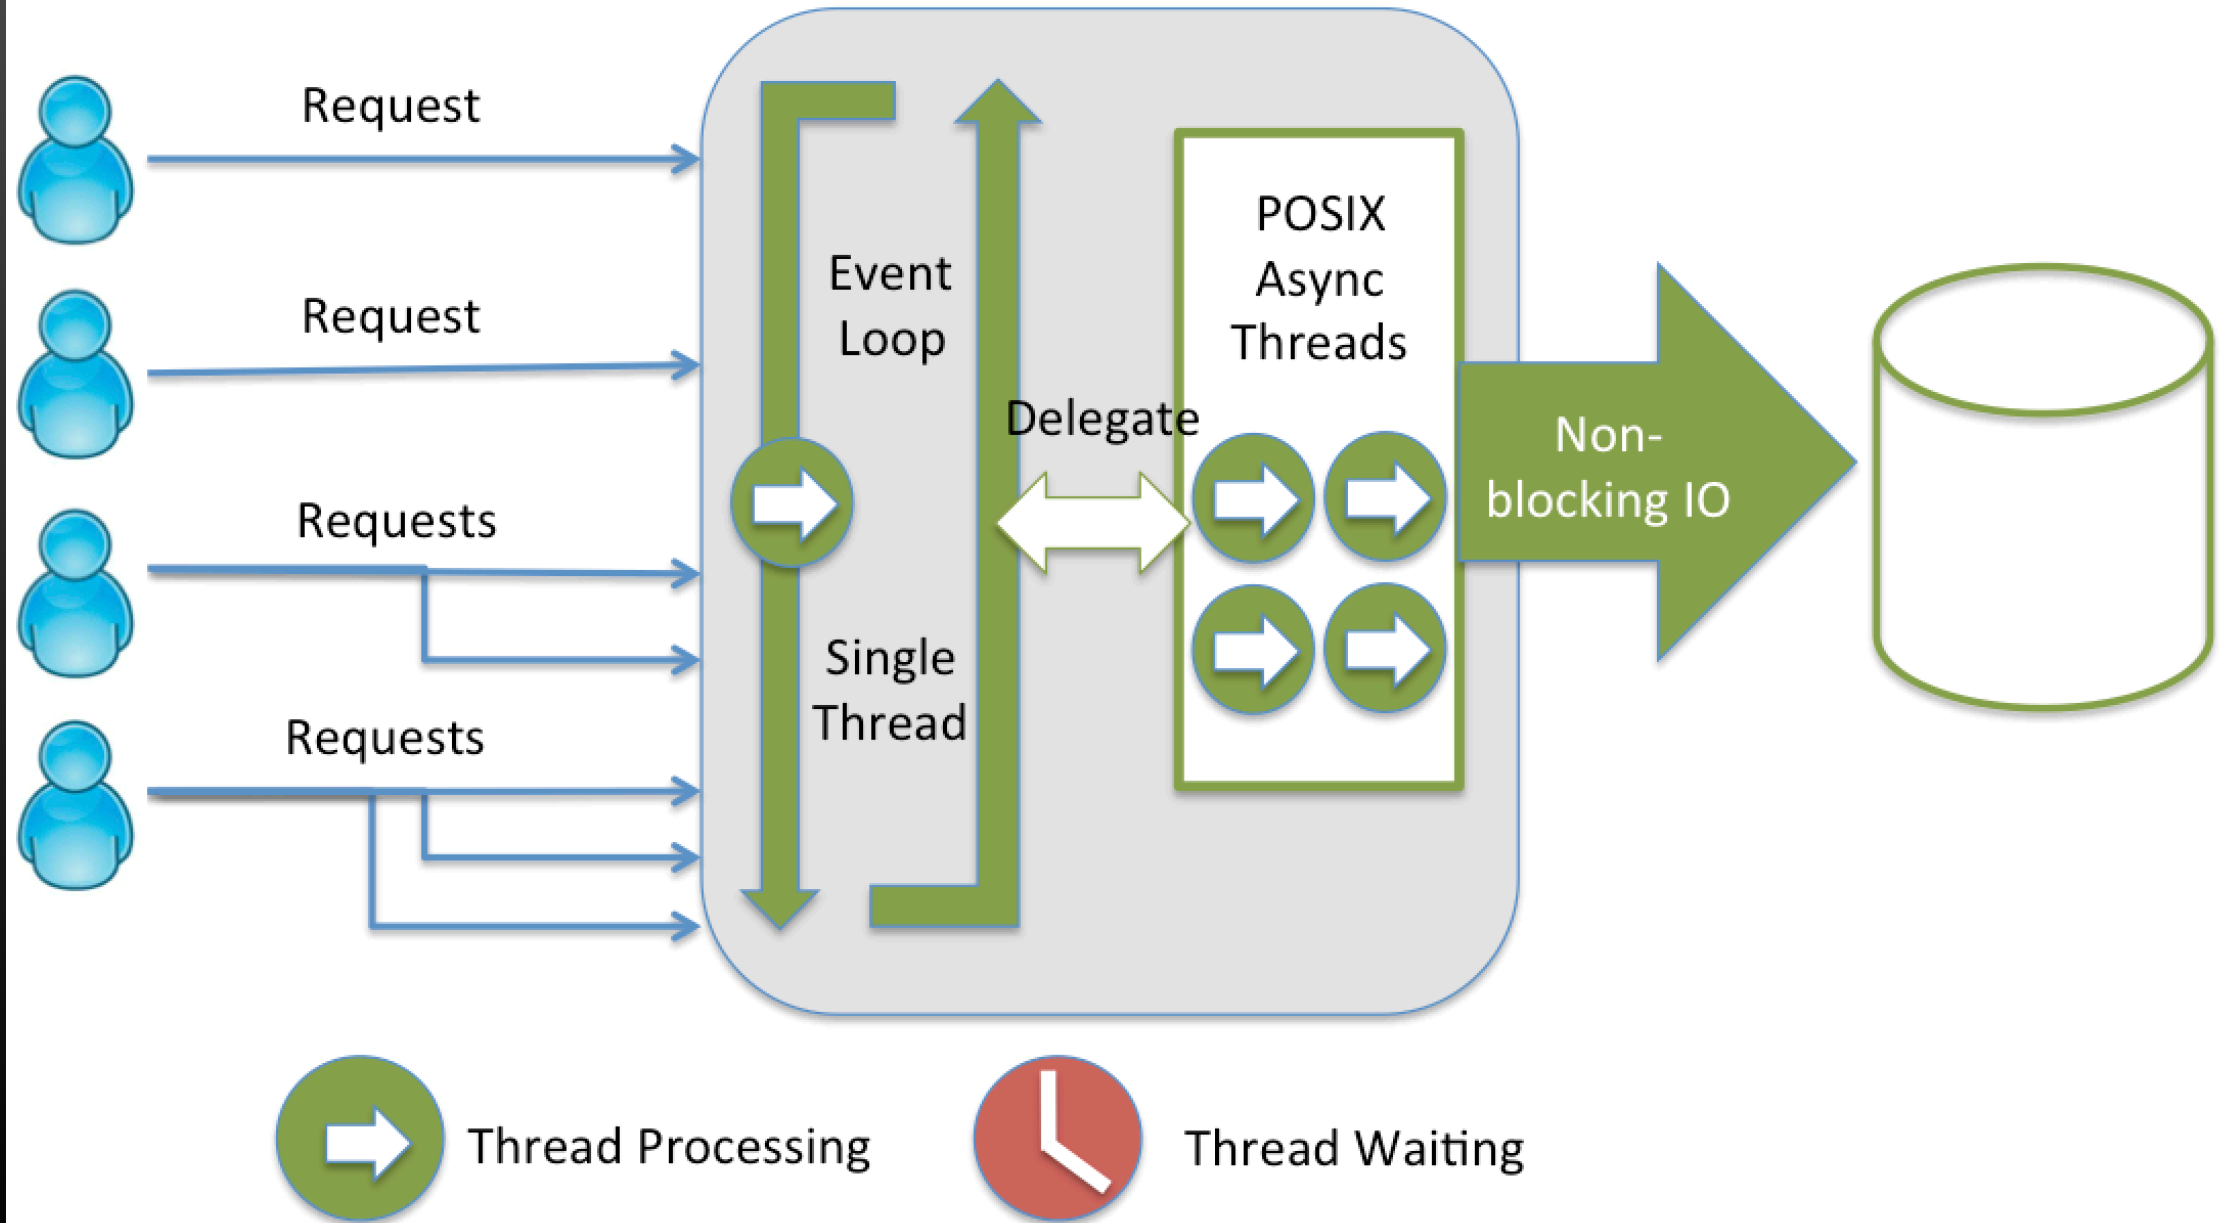 Request
Request
Requests
Requests
Event
Loop
Single
Thread
Delegate
POSIX
Async
Threads
Non-
blocking IO
Thread Processing
Thread Waiting